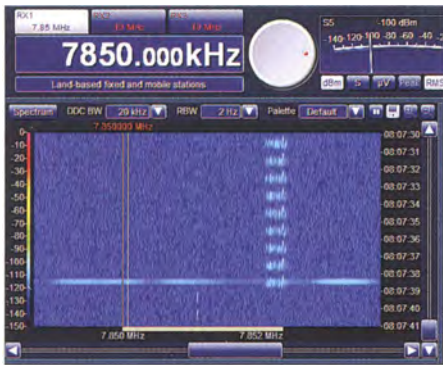 RX1
7.85 MHz
7850.000kHz
Land-based fixed and mobile stations
S5 -100 dBm
-140 -120 -100 -80 -60 -40 -20
dBm S µV Peak RMS
Spectrum DDC BW 20 kHz RBW 2 Hz Palette Default
7.850000 MHz
0
-10
-20
-30
-40
-50
-60
-70
-80
-90
-100
-110
-120
-130
-140
-150
08:07:30
08:07:31
08:07:32
08:07:33
08:07:34
08:07:35
08:07:36
08:07:37
08:07:38
08:07:39
08:07:40
08:07:41
7.850 MHz 7.852 MHz